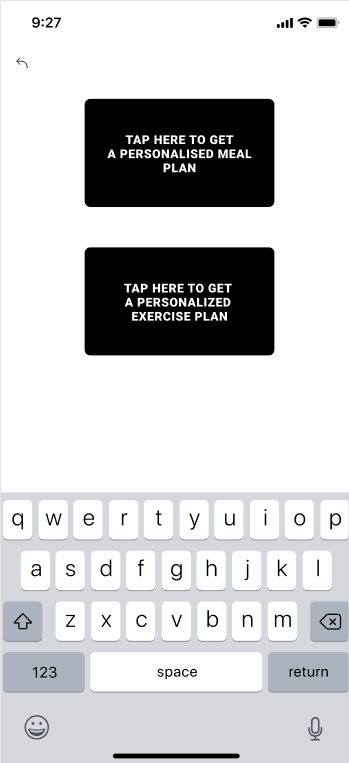 9:27
TAP HERE TO GET
A PERSONALISED MEAL
PLAN
TAP HERE TO GET
A PERSONALIZED
EXERCISE PLAN
q w e r t y u i o p
a s d f g h j k l
z x c v b n m
123 space return